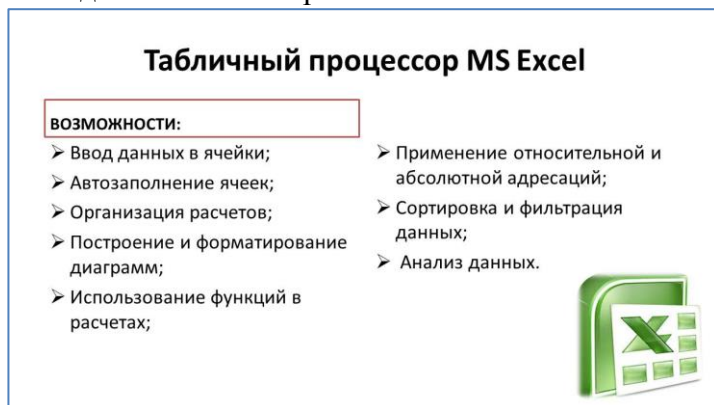 Табличный процессор MS Excel
ВОЗМОЖНОСТИ:
➢ Ввод данных в ячейки;
➢ Автозаполнение ячеек;
➢ Организация расчетов;
➢ Построение и форматирование
диаграмм;
➢ Использование функций в
расчетах;
➢ Применение относительной и
абсолютной адресаций;
➢ Сортировка и фильтрация
данных;
➢ Анализ данных.